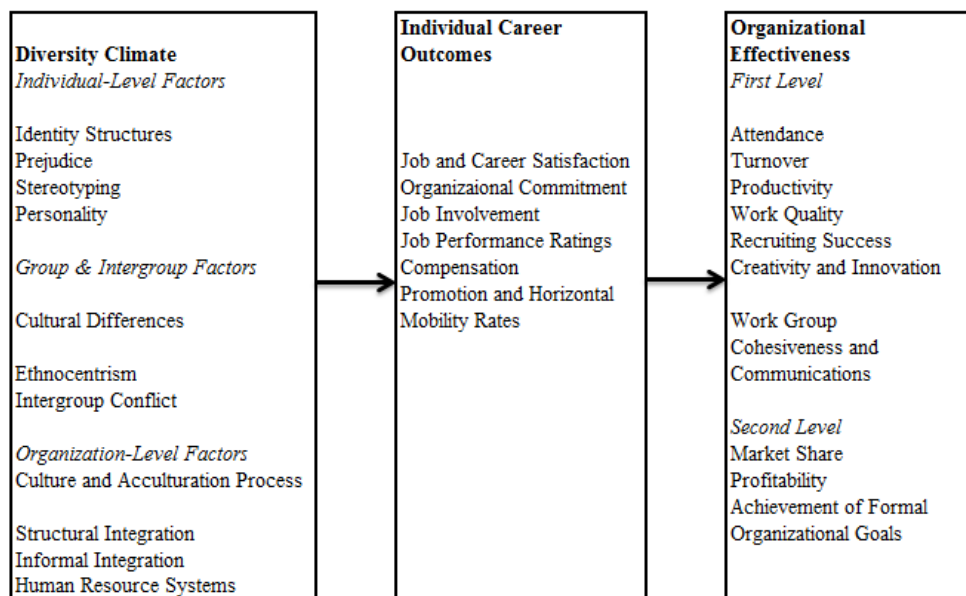 Diversity Climate
Individual-Level Factors
Identity Structures
Prejudice
Stereotyping
Personality
Group & Intergroup Factors
Cultural Differences
Ethnocentrism
Intergroup Conflict
Organization-Level Factors
Culture and Acculturation Process
Structural Integration
Informal Integration
Human Resource Systems
Individual Career
Outcomes
Job and Career Satisfaction
Organizaional Commitment
Job Involvement
Job Performance Ratings
Compensation
Promotion and Horizontal
Mobility Rates
Organizational
Effectiveness
First Level
Attendance
Turnover
Productivity
Work Quality
Recruiting Success
Creativity and Innovation
Work Group
Cohesiveness and
Communications
Second Level
Market Share
Profitability
Achievement of Formal
Organizational Goals